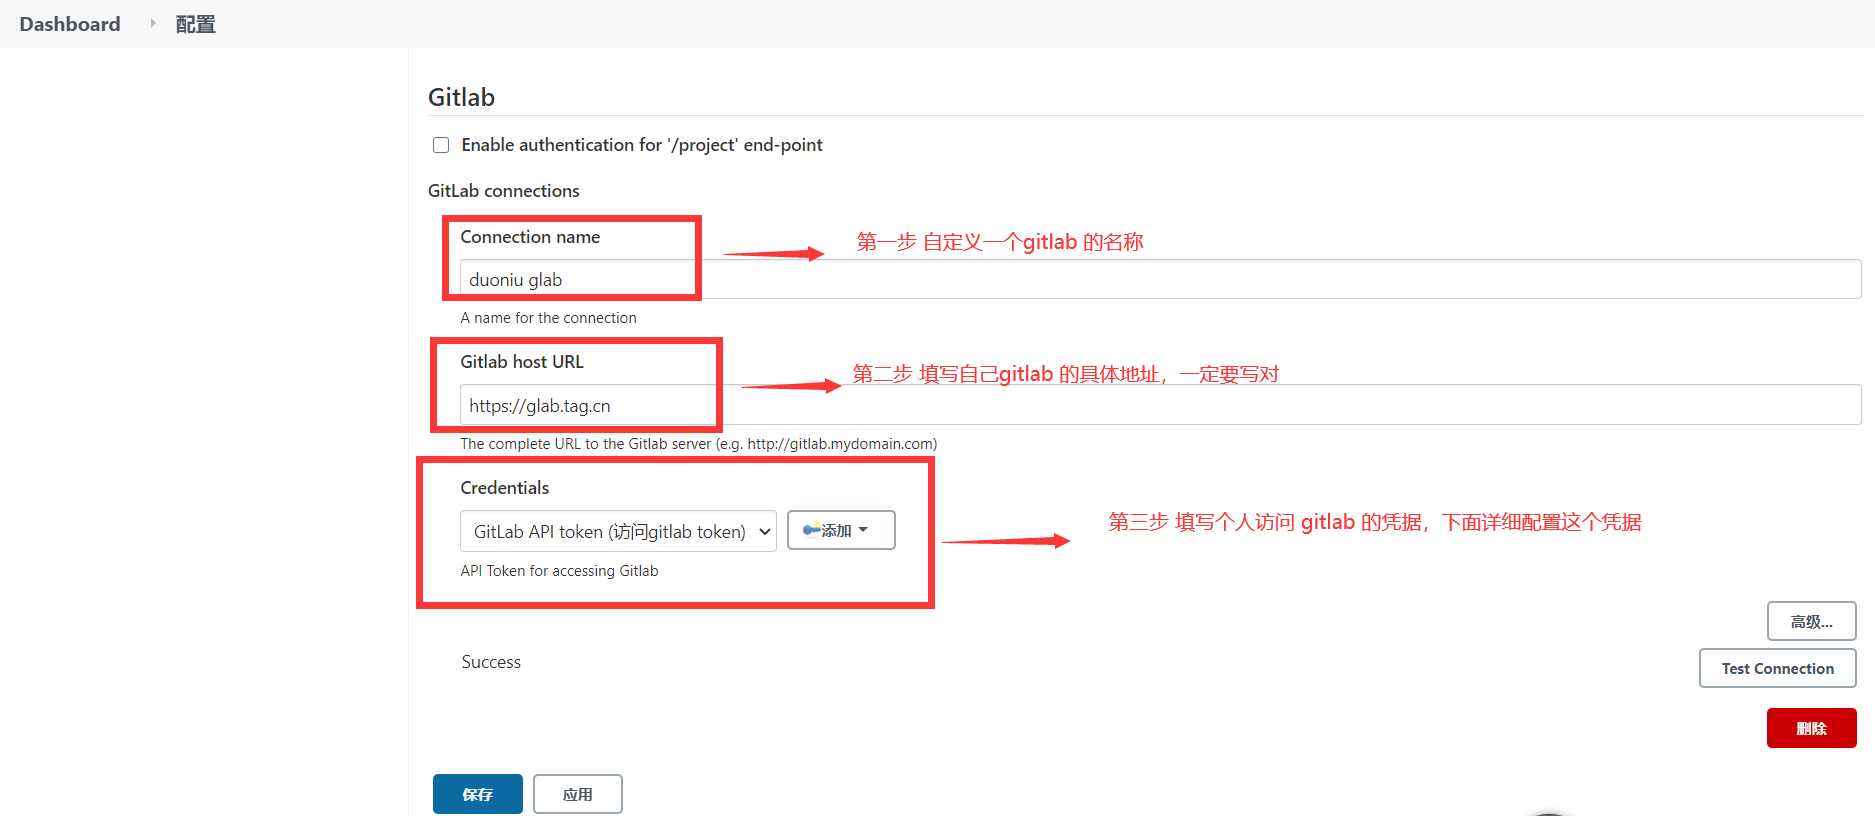 Dashboard
配置
Gitlab
Enable authentication for '/project' end-point
GitLab connections
Connection name
第一步 自定义一个gitlab 的名称
duoniu glab
A name for the connection
Gitlab host URL
第二步 填写自己gitlab 的具体地址，一定要写对
https://glab.tag.cn
The complete URL to the Gitlab server (e.g. http://gitlab.mydomain.com)
Credentials
GitLab API token (访问gitlab token)
添加
第三步 填写个人访问 gitlab 的凭据，下面详细配置这个凭据
API Token for accessing Gitlab
高级...
Success
Test Connection
删除
保存
应用